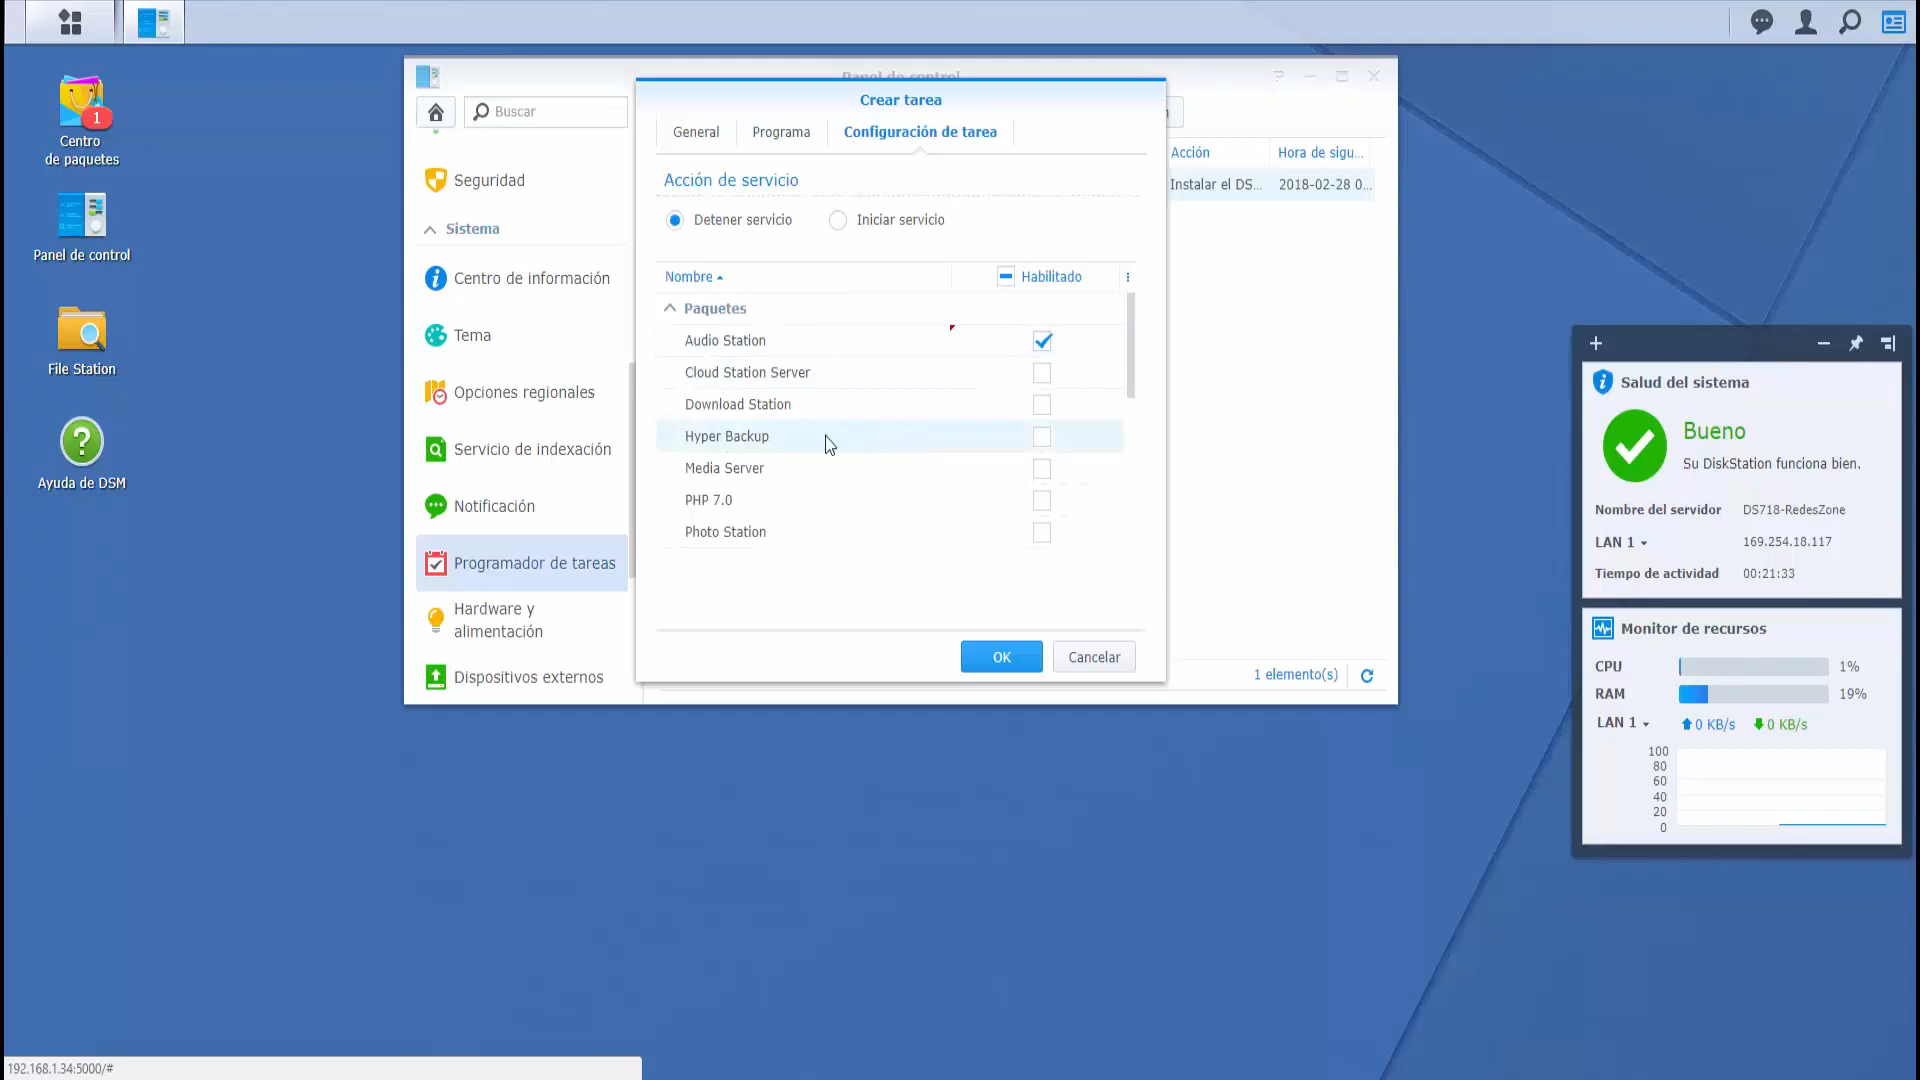 Centro
de paquetes
1
Panel de control
File Station
Ayuda de DSM
Panel de control
Buscar
Seguridad
Sistema
Centro de información
Tema
Opciones regionales
Servicio de indexación
Notificación
Programador de tareas
Hardware y
alimentación
Dispositivos externos
Crear tarea
General
Programa
Configuración de tarea
Acción de servicio
Detener servicio
Iniciar servicio
Nombre
Habilitado
Paquetes
Audio Station
Cloud Station Server
Download Station
Hyper Backup
Media Server
PHP 7.0
Photo Station
OK
Cancelar
Acción
Hora de sigu...
Instalar el DS...
2018-02-28 0...
1 elemento(s)
Salud del sistema
Bueno
Su DiskStation funciona bien.
Nombre del servidor
DS718-RedesZone
LAN 1
169.254.18.117
Tiempo de actividad
00:21:33
Monitor de recursos
CPU
1%
RAM
19%
LAN 1
0 KB/s
0 KB/s
100
80
60
40
20
0
192.168.1.34:5000/#